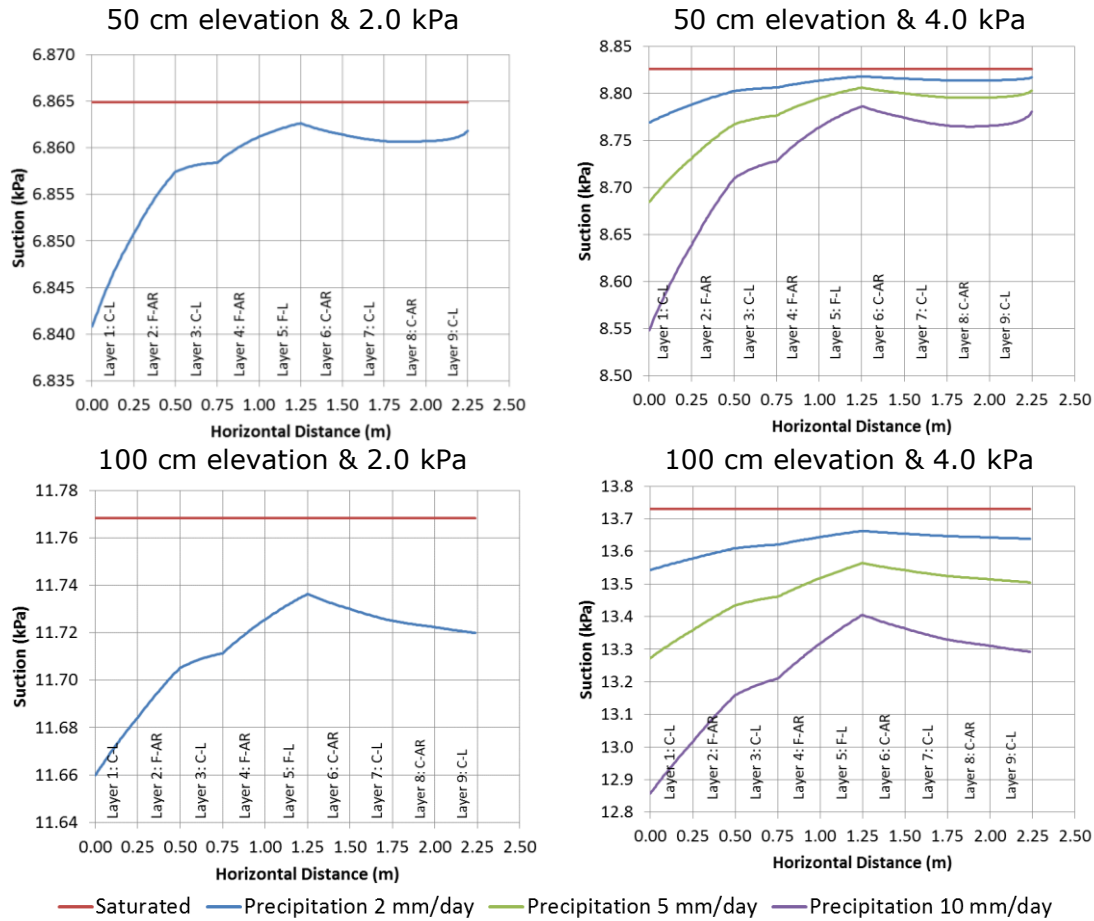 50 cm elevation & 2.0 kPa
6.870
6.865
6.860
6.855
6.850
6.845
6.840
6.835
Suction (kPa)
Layer 1: C-L
Layer 2: F-AR
Layer 3: C-L
Layer 4: F-AR
Layer 5: F-L
Layer 6: C-AR
Layer 7: C-L
Layer 8: C-AR
Layer 9: C-L
0.00 0.25 0.50 0.75 1.00 1.25 1.50 1.75 2.00 2.25 2.50
Horizontal Distance (m)
50 cm elevation & 4.0 kPa
8.85
8.80
8.75
8.70
8.65
8.60
8.55
8.50
Suction (kPa)
Layer 1: C-L
Layer 2: F-AR
Layer 3: C-L
Layer 4: F-AR
Layer 5: F-L
Layer 6: C-AR
Layer 7: C-L
Layer 8: C-AR
Layer 9: C-L
0.00 0.25 0.50 0.75 1.00 1.25 1.50 1.75 2.00 2.25 2.50
Horizontal Distance (m)
100 cm elevation & 2.0 kPa
11.78
11.76
11.74
11.72
11.70
11.68
11.66
11.64
Suction (kPa)
Layer 1: C-L
Layer 2: F-AR
Layer 3: C-L
Layer 4: F-AR
Layer 5: F-L
Layer 6: C-AR
Layer 7: C-L
Layer 8: C-AR
Layer 9: C-L
0.00 0.25 0.50 0.75 1.00 1.25 1.50 1.75 2.00 2.25 2.50
Horizontal Distance (m)
100 cm elevation & 4.0 kPa
13.8
13.7
13.6
13.5
13.4
13.3
13.2
13.1
13.0
12.9
12.8
Suction (kPa)
Layer 1: C-L
Layer 2: F-AR
Layer 3: C-L
Layer 4: F-AR
Layer 5: F-L
Layer 6: C-AR
Layer 7: C-L
Layer 8: C-AR
Layer 9: C-L
0.00 0.25 0.50 0.75 1.00 1.25 1.50 1.75 2.00 2.25 2.50
Horizontal Distance (m)
Saturated Precipitation 2 mm/day Precipitation 5 mm/day Precipitation 10 mm/day